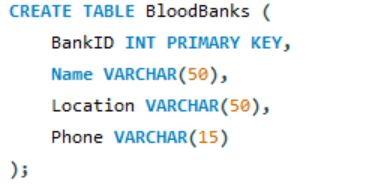 CREATE TABLE BloodBanks (
    BankID INT PRIMARY KEY,
    Name VARCHAR(50),
    Location VARCHAR(50),
    Phone VARCHAR(15)
);